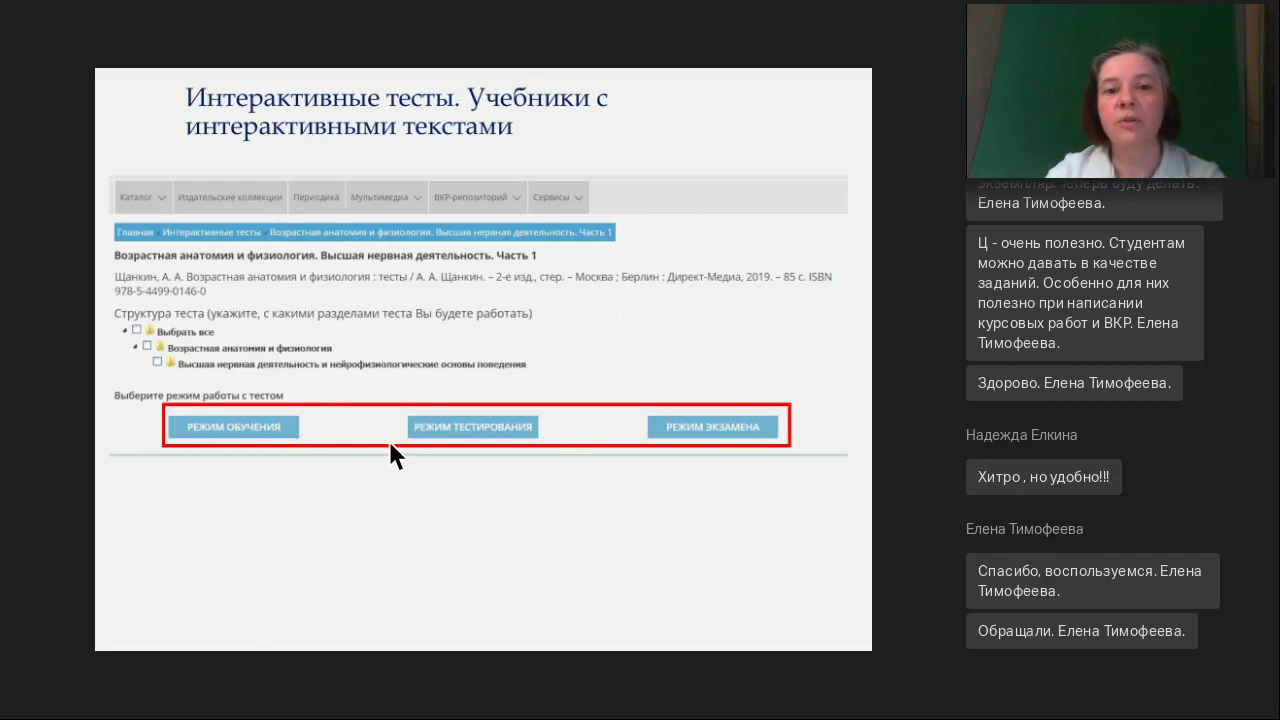 Интерактивные тесты. Учебники с
интерактивными текстами
Каталог Издательские коллекции Периодика Мультимедиа ВКР-репозиторий Сервисы
Главная · Интерактивные тесты · Возрастная анатомия и физиология. Высшая нервная деятельность. Часть 1
Возрастная анатомия и физиология. Высшая нервная деятельность. Часть 1
Щанкин, А. А. Возрастная анатомия и физиология : тесты / А. А. Щанкин. – 2-е изд., стер. – Москва ; Берлин : Директ-Медиа, 2019. – 85 с. ISBN
978-5-4499-0146-0
Структура теста (укажите, с какими разделами теста Вы будете работать)
Выбрать все
Возрастная анатомия и физиология
Высшая нервная деятельность и нейрофизиологические основы поведения
Выберите режим работы с тестом
РЕЖИМ ОБУЧЕНИЯ РЕЖИМ ТЕСТИРОВАНИЯ РЕЖИМ ЭКЗАМЕНА
экземпляр. Теперь буду делать.
Елена Тимофеева.
Ц - очень полезно. Студентам
можно давать в качестве
заданий. Особенно для них
полезно при написании
курсовых работ и ВКР. Елена
Тимофеева.
Здорово. Елена Тимофеева.
Надежда Елкина
Хитро , но удобно!!!
Елена Тимофеева
Спасибо, воспользуемся. Елена
Тимофеева.
Обращали. Елена Тимофеева.